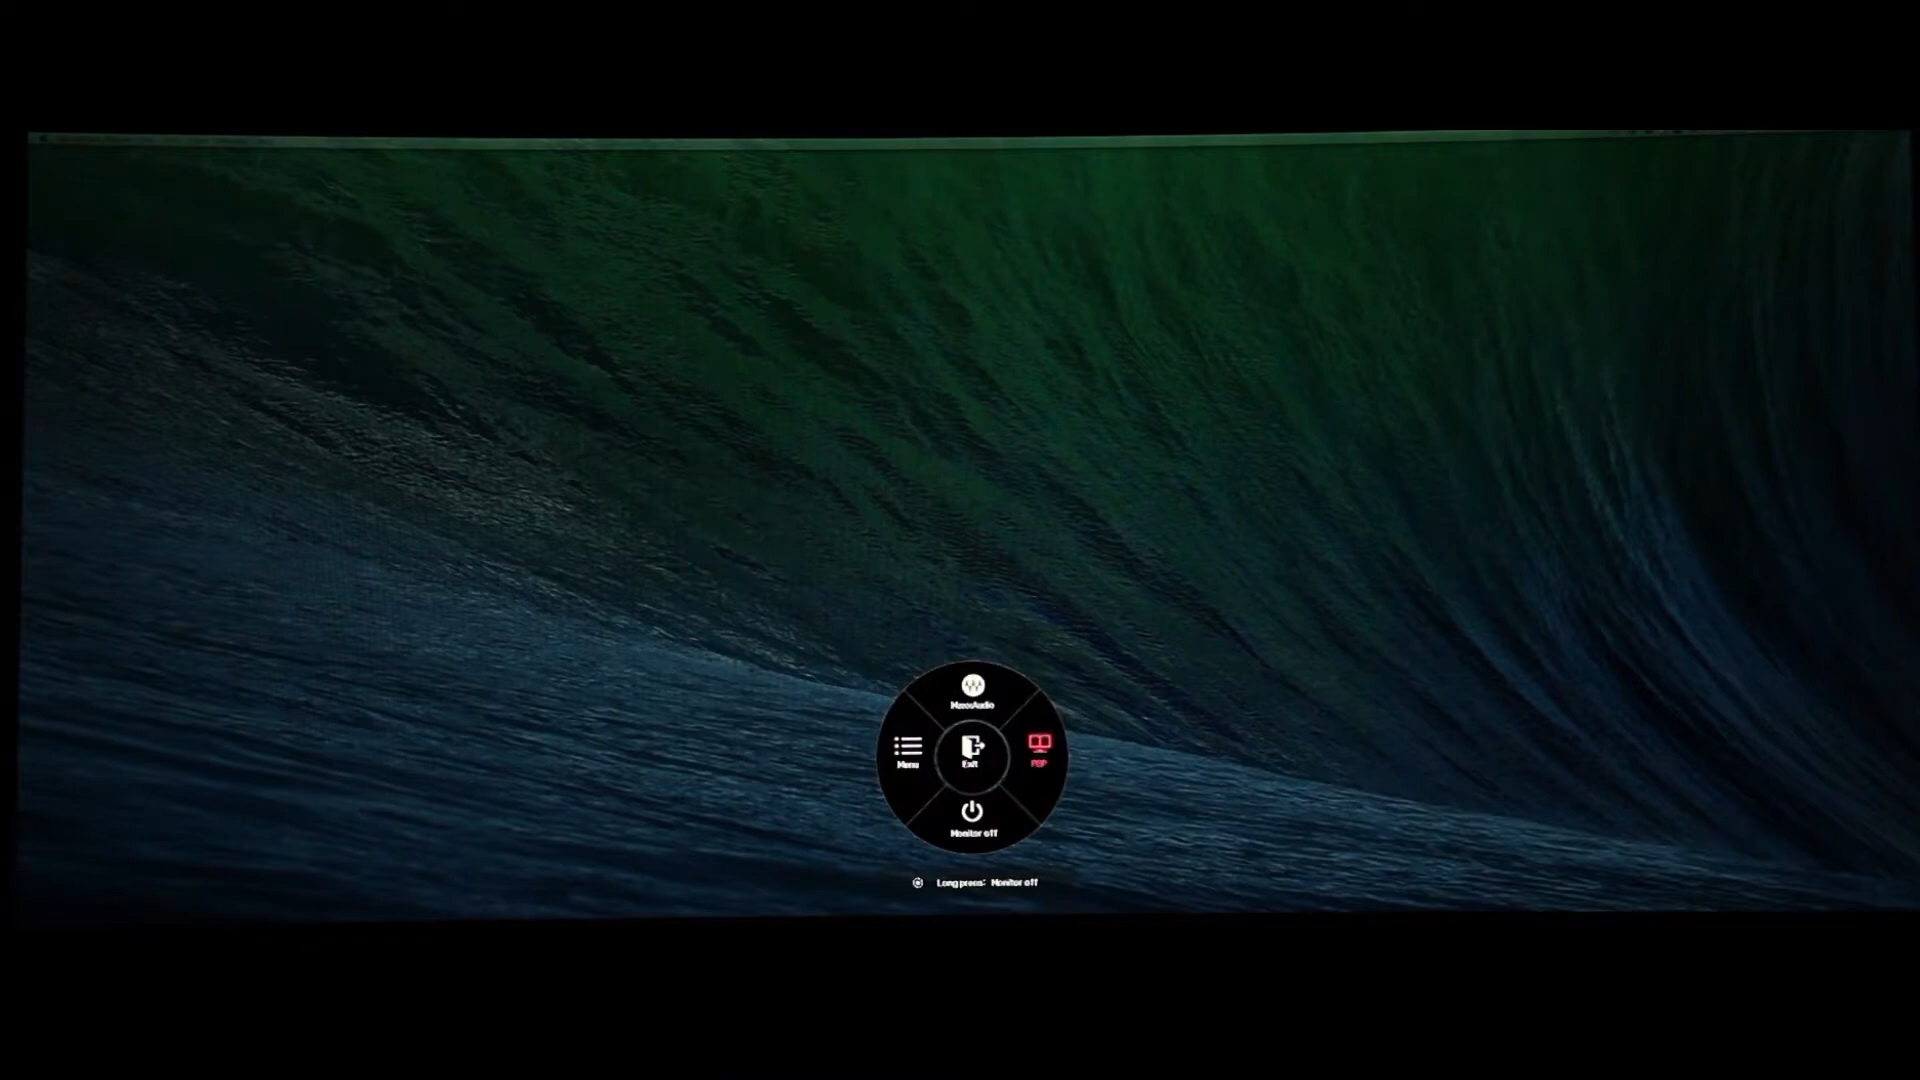 MaxxAudio
Menu
Exit
PBP
Monitor off
Long press: Monitor off